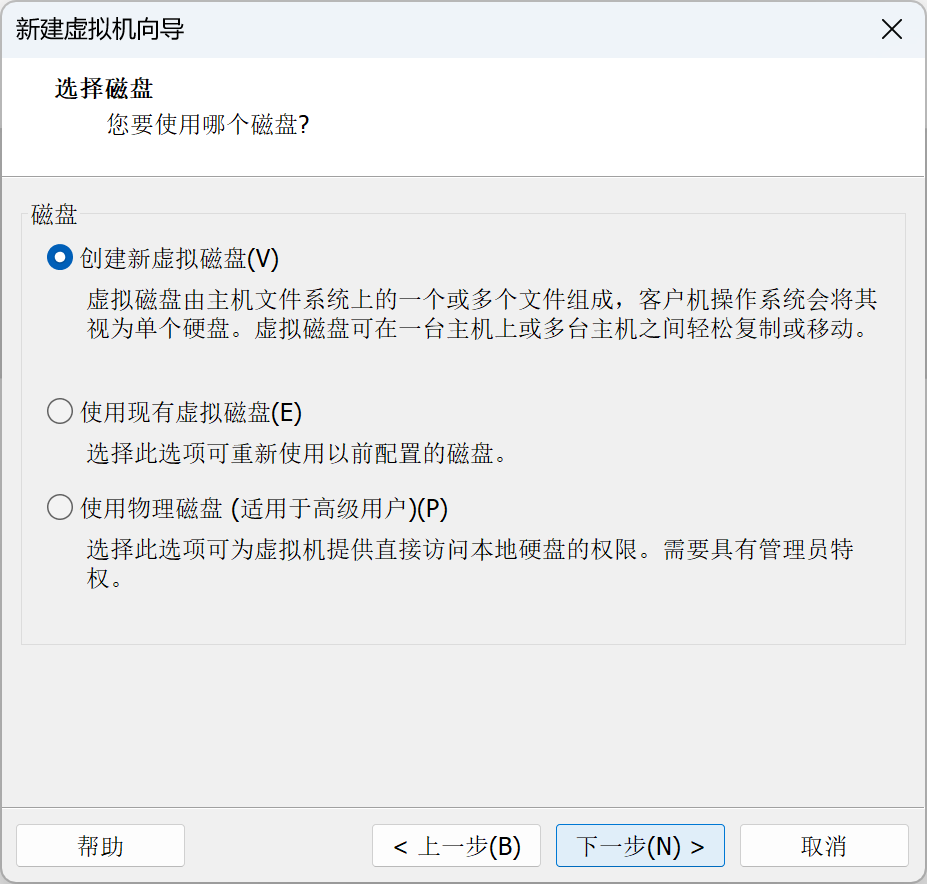 新建虚拟机向导
选择磁盘
您要使用哪个磁盘?
磁盘
创建新虚拟磁盘(V)
虚拟磁盘由主机文件系统上的一个或多个文件组成，客户机操作系统会将其
视为单个硬盘。虚拟磁盘可在一台主机上或多台主机之间轻松复制或移动。
使用现有虚拟磁盘(E)
选择此选项可重新使用以前配置的磁盘。
使用物理磁盘 (适用于高级用户)(P)
选择此选项可为虚拟机提供直接访问本地硬盘的权限。需要具有管理员特
权。
帮助
< 上一步(B)
下一步(N) >
取消